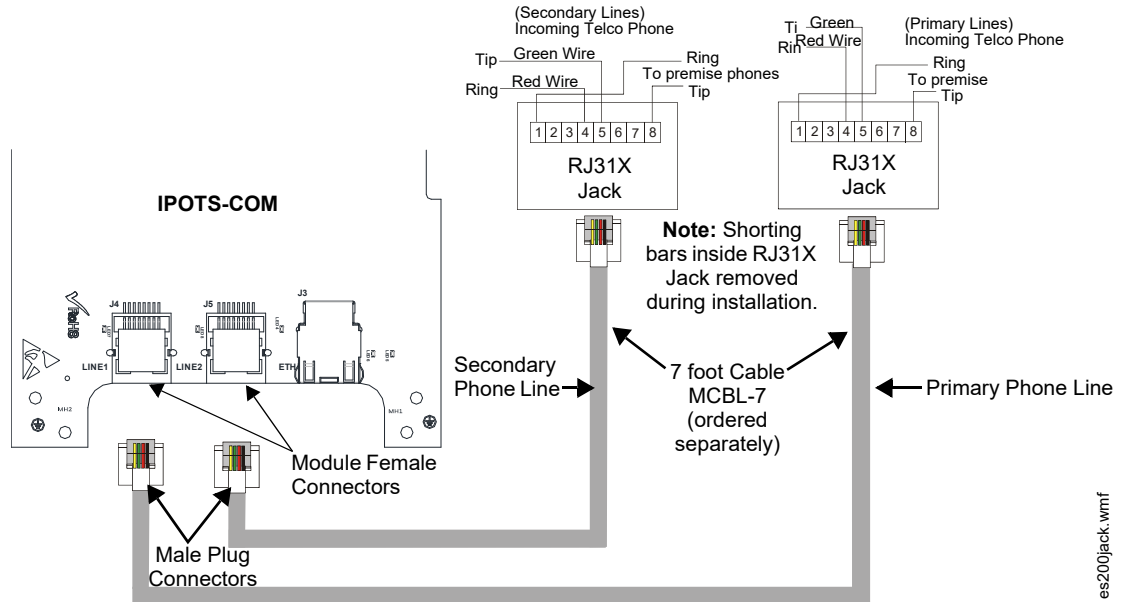 (Secondary Lines)
Incoming Telco Phone
Tip
Green Wire
Ring
Red Wire
Ring
To premise phones
Tip
1 2 3 4 5 6 7 8
RJ31X
Jack
Ti
Green
Rin
Red Wire
(Primary Lines)
Incoming Telco Phone
Ring
To premise
Tip
1 2 3 4 5 6 7 8
RJ31X
Jack
IPOTS-COM
Note: Shorting
bars inside RJ31X
Jack removed
during installation.
RoHS
J4
J5
J3
LINE1
LINE2
ETH
MH2
MH1
Secondary
Phone Line
7 foot Cable
MCBL-7
(ordered
separately)
Primary Phone Line
Module Female
Connectors
Male Plug
Connectors
es200jack.wmf